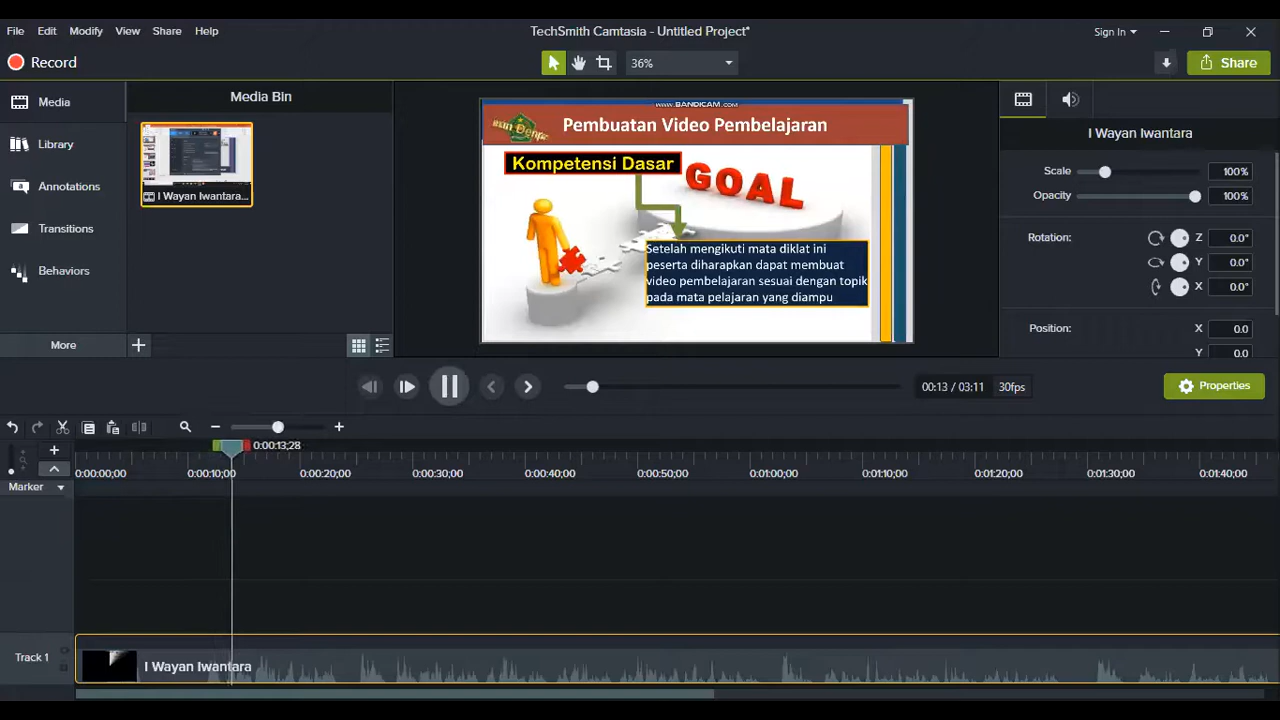 File Edit Modify View Share Help
TechSmith Camtasia - Untitled Project*
Sign In
Record
36%
Share
Media
Library
Annotations
Transitions
Behaviors
More
Media Bin
I Wayan Iwantara...
WWW.BANDICAM.COM
Pembuatan Video Pembelajaran
Kompetensi Dasar
GOAL
Setelah mengikuti mata diklat ini
peserta diharapkan dapat membuat
video pembelajaran sesuai dengan topik
pada mata pelajaran yang diampu
I Wayan Iwantara
Scale 100%
Opacity 100%
Rotation: Z 0.0°
Y 0.0°
X 0.0°
Position: X 0.0
Y 0.0
00:13 / 03:11 30fps
Properties
0:00:13;28
0:00:00;00 0:00:10;00 0:00:20;00 0:00:30;00 0:00:40;00 0:00:50;00 0:01:00;00 0:01:10;00 0:01:20;00 0:01:30;00 0:01:40;00
Marker
Track 1
I Wayan Iwantara